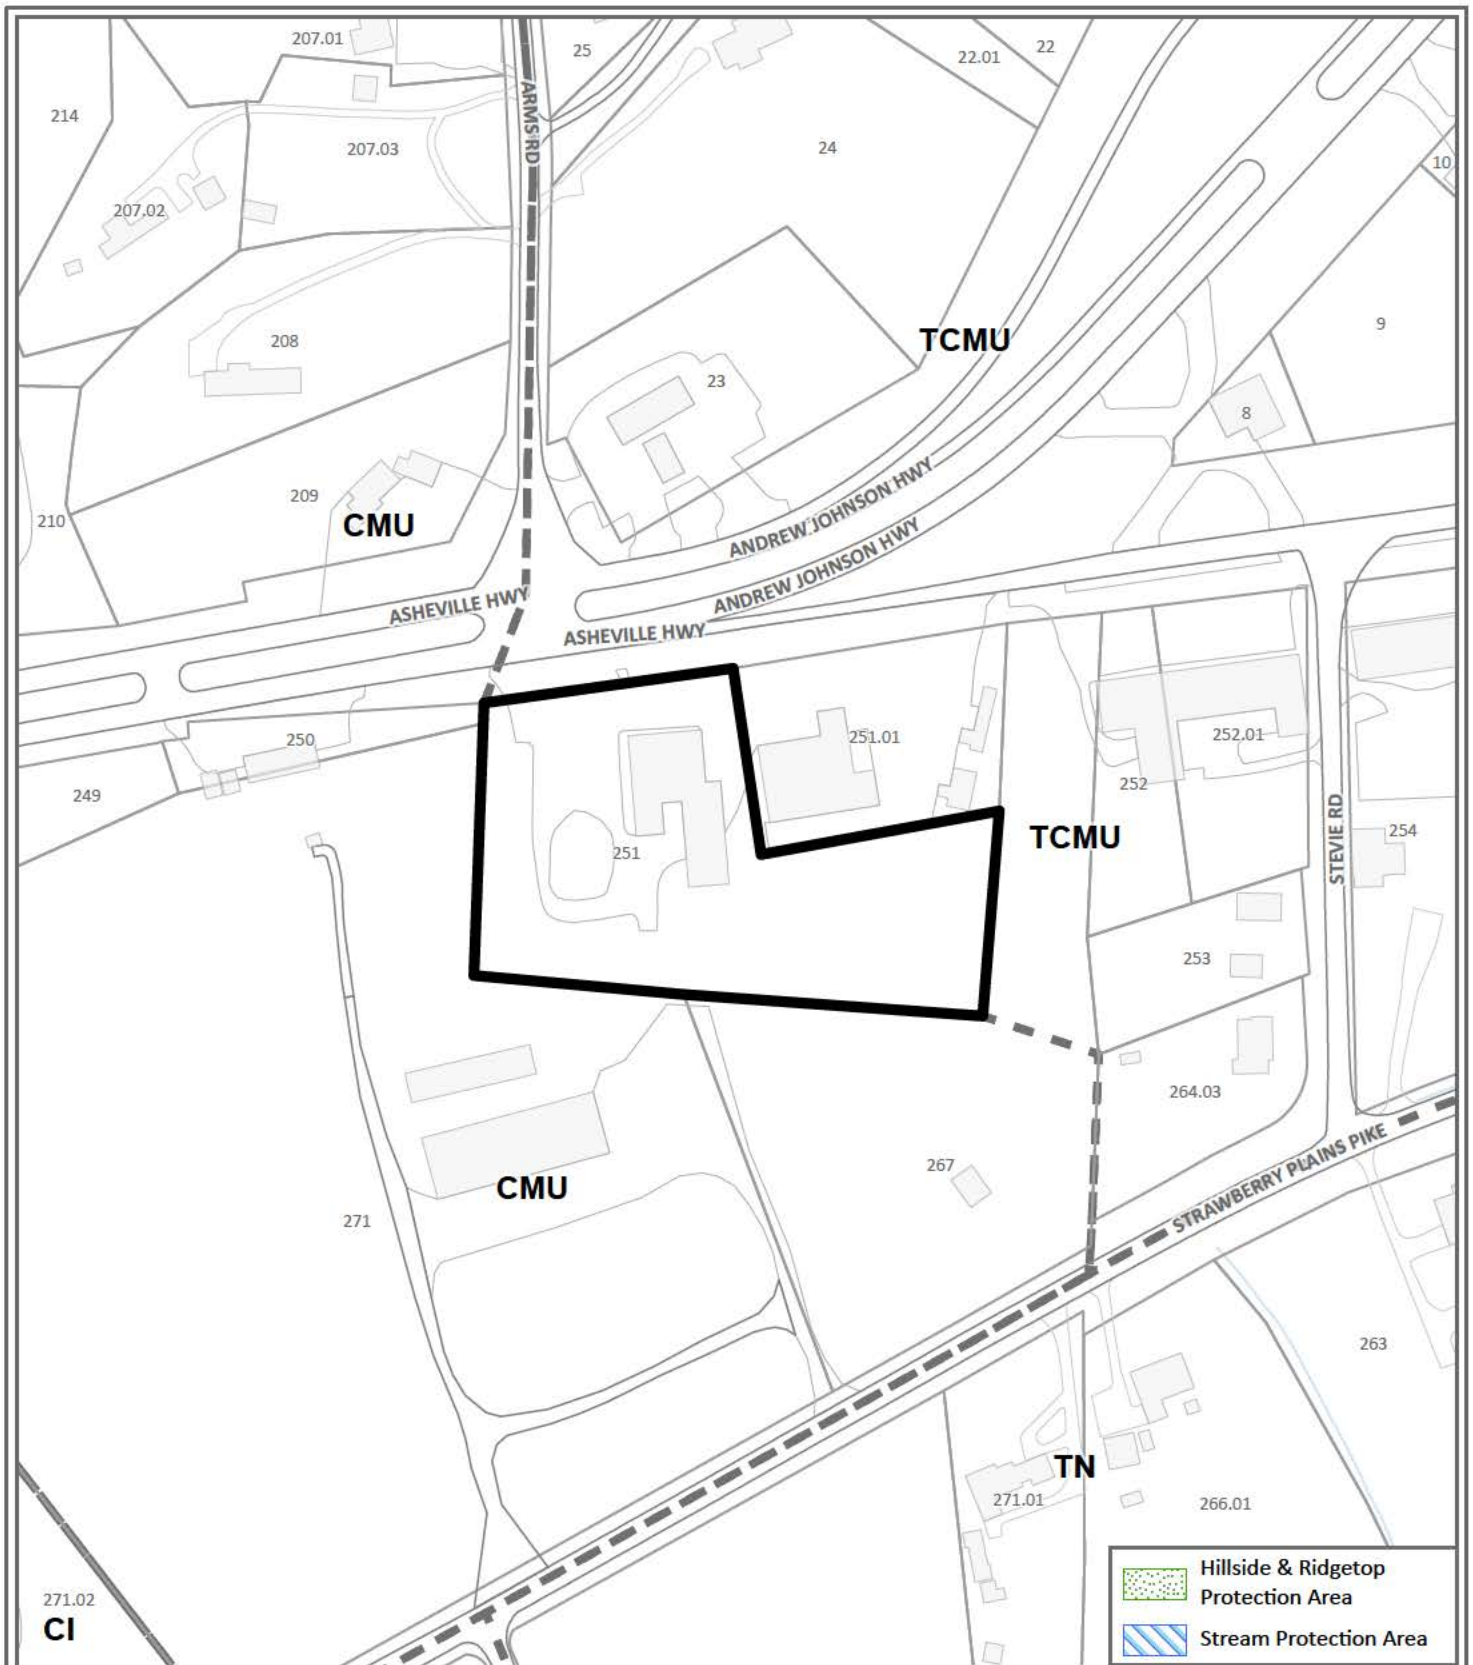 207.01
25
22.01
22
214
ARMS RD
207.03
24
10
207.02
208
TCMU
9
23
8
209
CMU
210
ANDREW JOHNSON HWY
ANDREW JOHNSON HWY
ASHEVILLE HWY
ASHEVILLE HWY
250
251.01
252.01
249
252
251
TCMU
STEVIE RD
254
253
264.03
267
STRAWBERRY PLAINS PIKE
CMU
271
263
TN
271.01
266.01
271.02
CI
Hillside & Ridgetop
Protection Area
Stream Protection Area